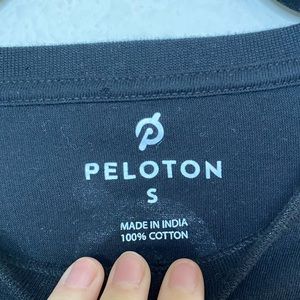 PELOTON
S
MADE IN INDIA
100% COTTON